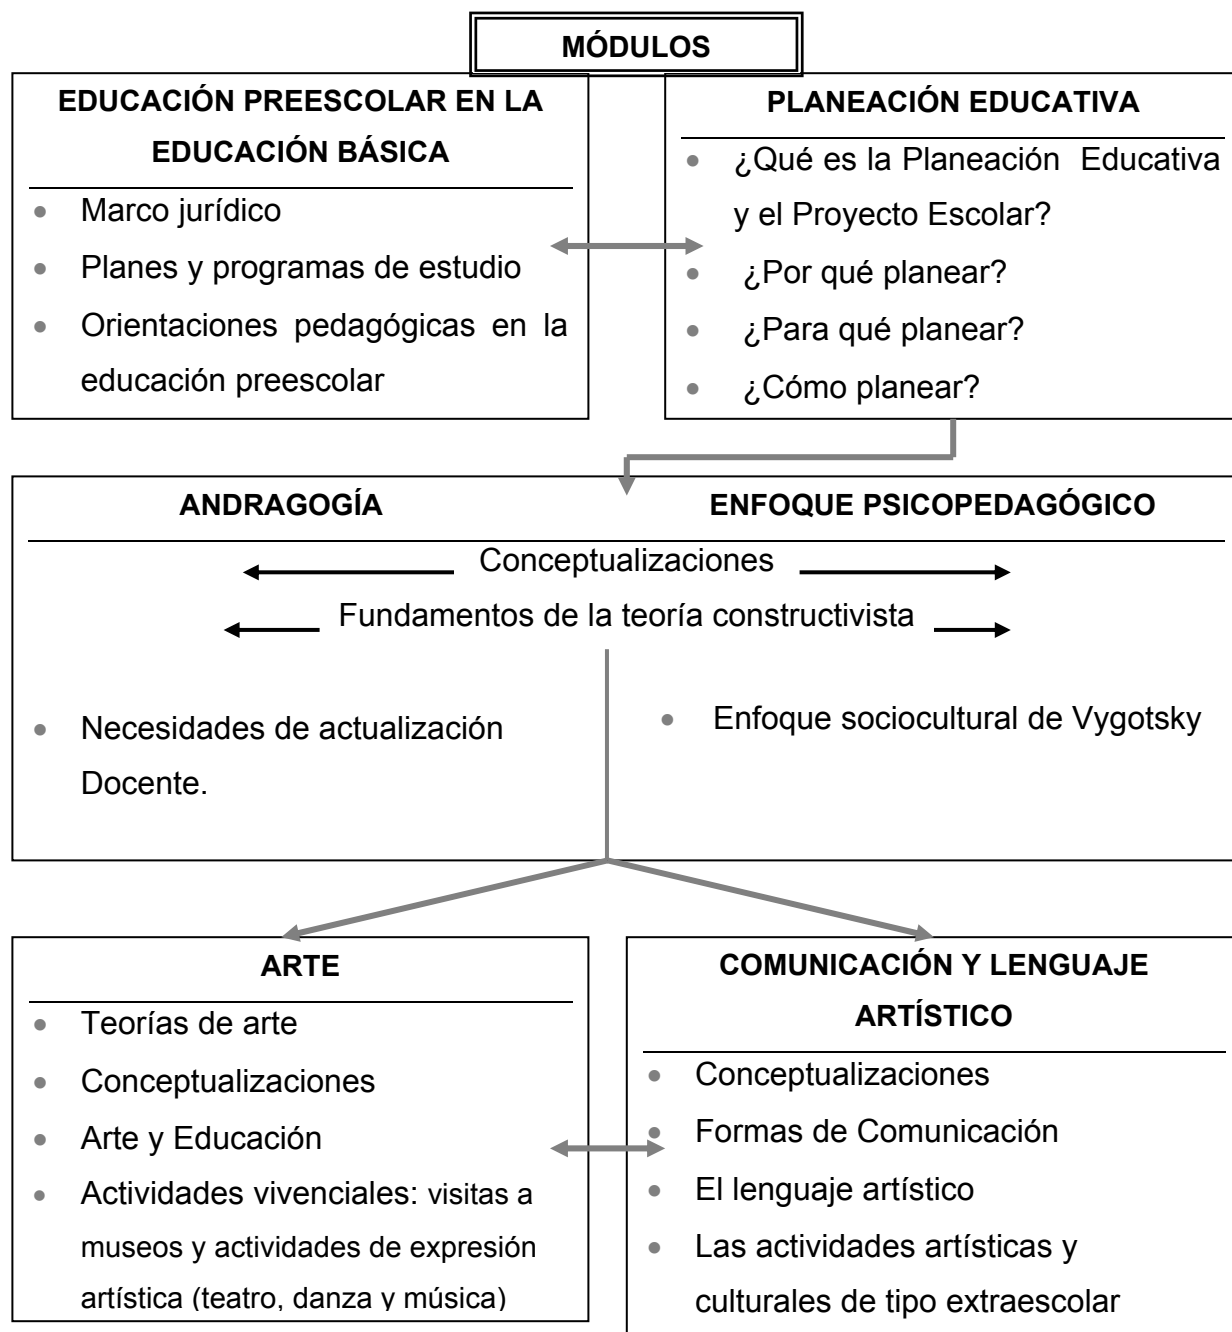 MÓDULOS
EDUCACIÓN PREESCOLAR EN LA
EDUCACIÓN BÁSICA
• Marco jurídico
• Planes y programas de estudio
• Orientaciones pedagógicas en la
educación preescolar
PLANEACIÓN EDUCATIVA
• ¿Qué es la Planeación Educativa
y el Proyecto Escolar?
• ¿Por qué planear?
• ¿Para qué planear?
• ¿Cómo planear?
ANDRAGOGÍA
ENFOQUE PSICOPEDAGÓGICO
Conceptualizaciones
Fundamentos de la teoría constructivista
• Necesidades de actualización
Docente.
• Enfoque sociocultural de Vygotsky
ARTE
• Teorías de arte
• Conceptualizaciones
• Arte y Educación
• Actividades vivenciales: visitas a
museos y actividades de expresión
artística (teatro, danza y música)
COMUNICACIÓN Y LENGUAJE
ARTÍSTICO
• Conceptualizaciones
• Formas de Comunicación
• El lenguaje artístico
• Las actividades artísticas y
culturales de tipo extraescolar